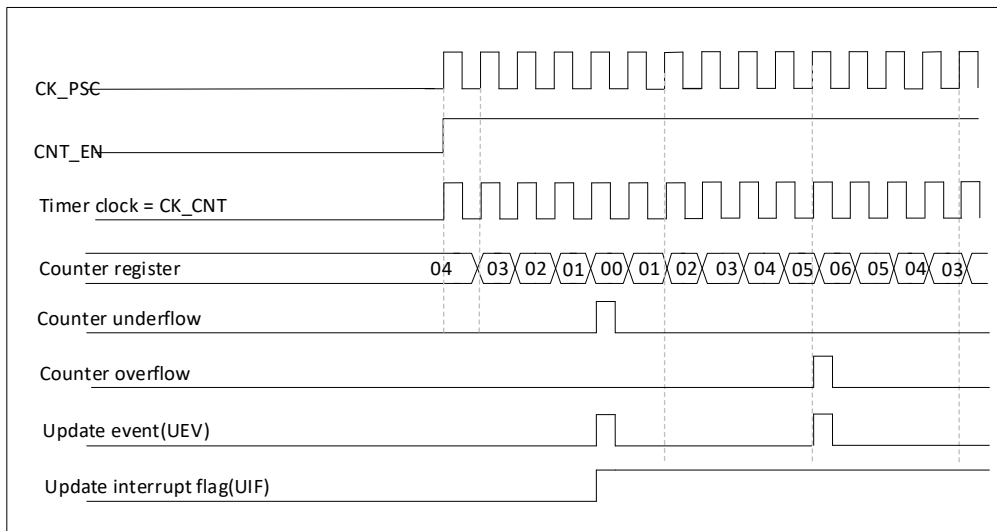 CK_PSC
CNT_EN
Timer clock = CK_CNT
Counter register 04 03 02 01 00 01 02 03 04 05 06 05 04 03
Counter underflow
Counter overflow
Update event(UEV)
Update interrupt flag(UIF)